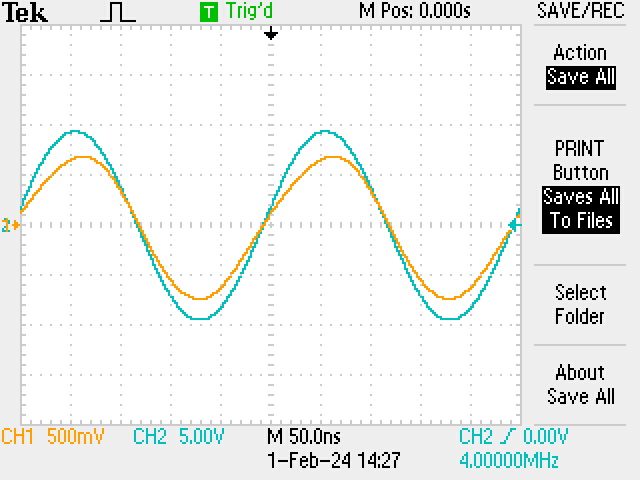 Tek T Trig'd M Pos: 0.000s SAVE/REC
Action
Save All
PRINT
Button
Saves All
To Files
2
Select
Folder
About
Save All
CH1 500mV CH2 5.00V M 50.0ns CH2 0.00V
1-Feb-24 14:27 4.00000MHz